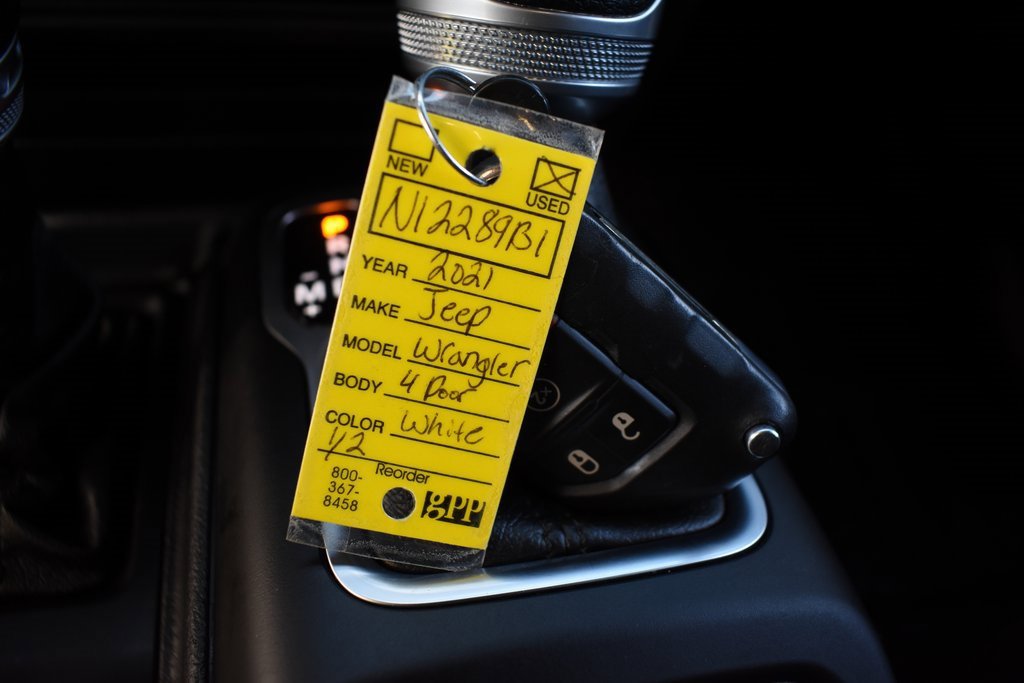 NEW
USED
N12289B1
YEAR 2021
MAKE Jeep
MODEL Wrangler
BODY 4 Door
COLOR White
1/2
Reorder
800-
367-
8458
gpp
P
R
N
M